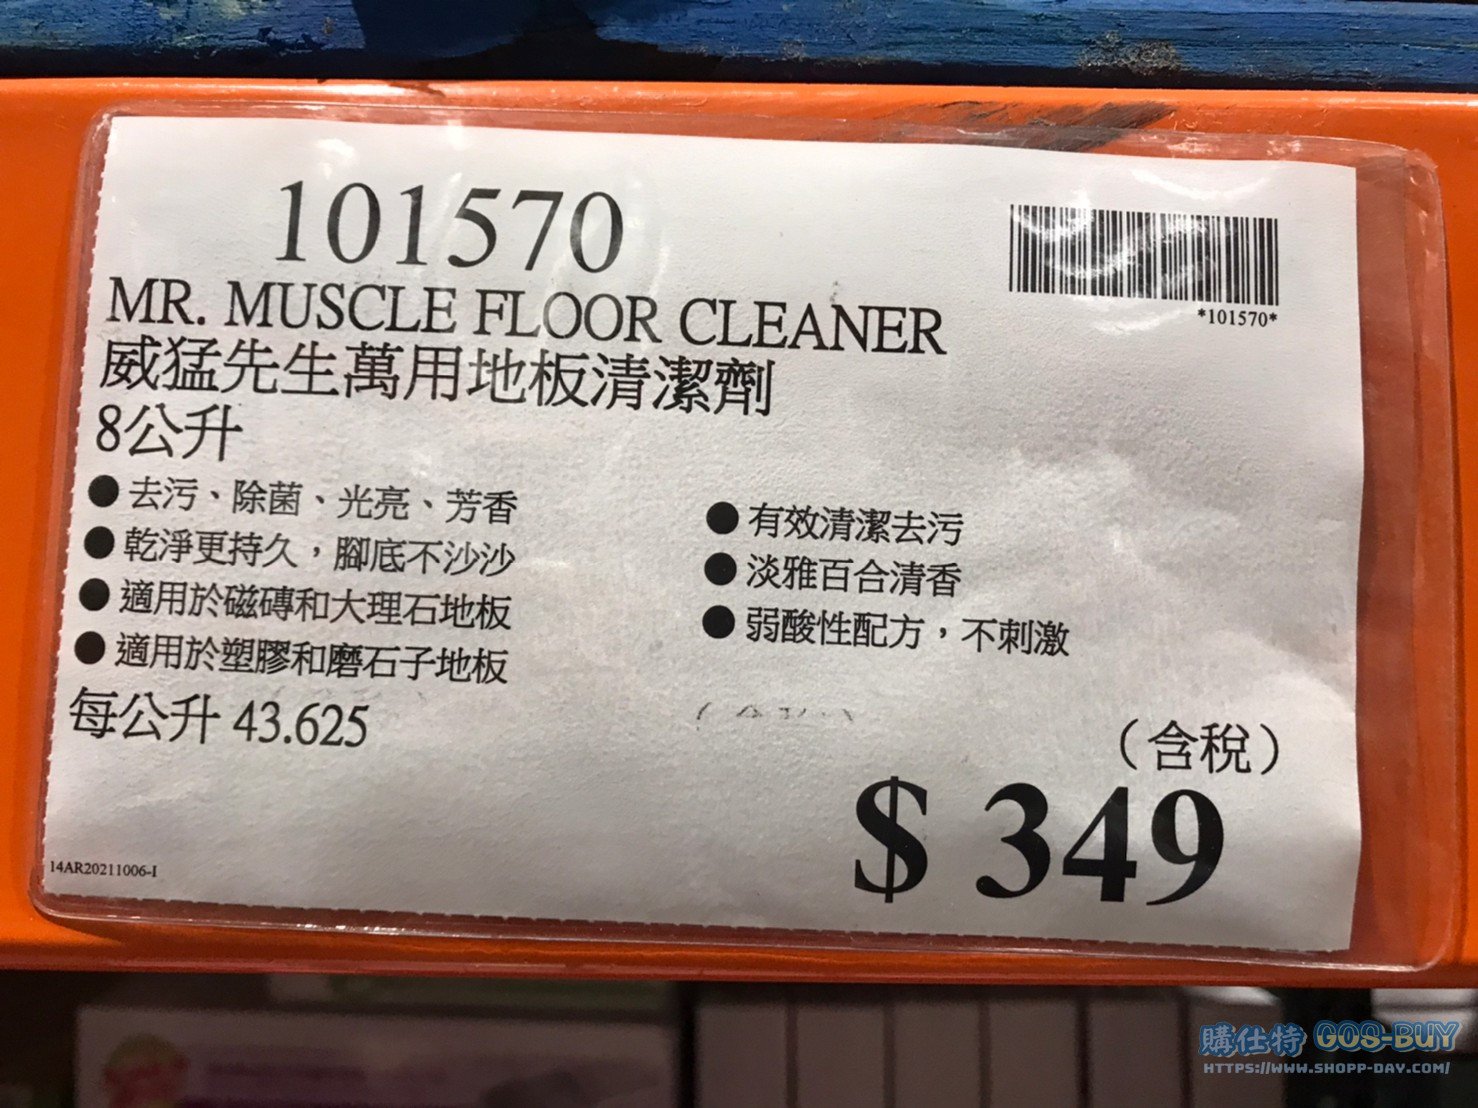 101570
*101570*
MR. MUSCLE FLOOR CLEANER
威猛先生萬用地板清潔劑
8公升
●去污、除菌、光亮、芳香
●乾淨更持久，腳底不沙沙
●適用於磁磚和大理石地板
●適用於塑膠和磨石子地板
●有效清潔去污
●淡雅百合清香
●弱酸性配方，不刺激
每公升 43.625
（含稅）
$ 349
14AR20211006-I
購仕特 GOS-BUY
HTTPS://WWW.SHOPP-DAY.COM/